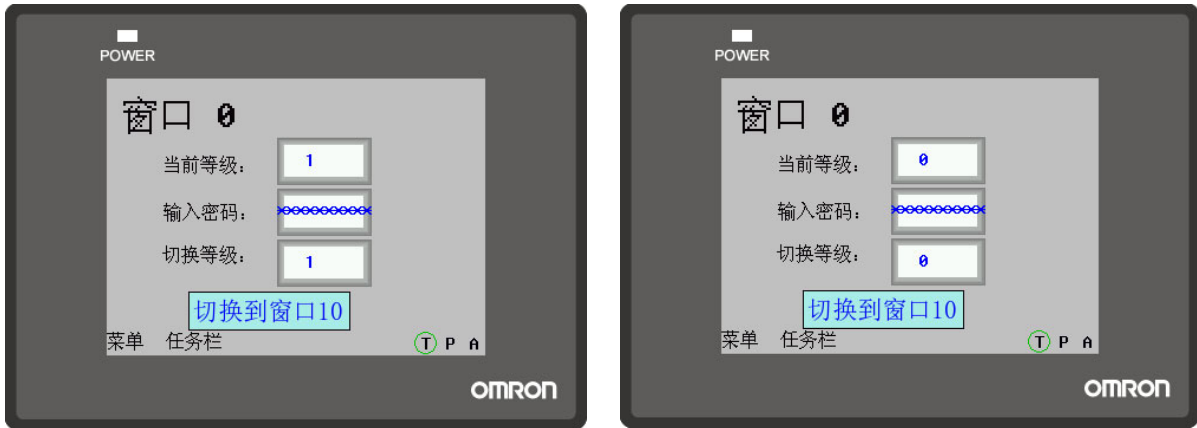 POWER
窗口 0
当前等级: 1
输入密码: ××××××××××
切换等级: 1
切换到窗口10
菜单 任务栏 T P A
OMRON
POWER
窗口 0
当前等级: 0
输入密码: ××××××××××
切换等级: 0
切换到窗口10
菜单 任务栏 T P A
OMRON